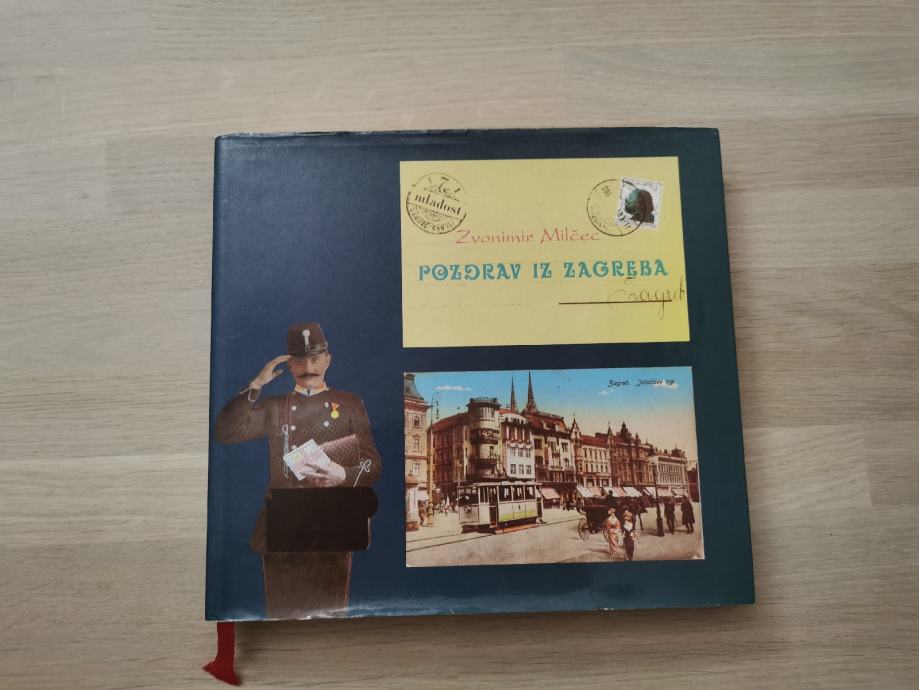 mladost
Zvonimir Milčec
POZDRAV IZ ZAGREBA
Zagreb
Zagreb. Jelačićev trg.